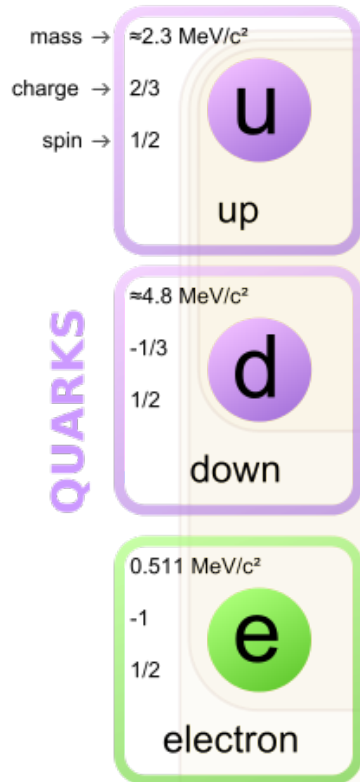 mass → ≈2.3 MeV/c²
charge → 2/3
spin → 1/2
u
up
QUARKS
≈4.8 MeV/c²
-1/3
1/2
d
down
0.511 MeV/c²
-1
1/2
e
electron